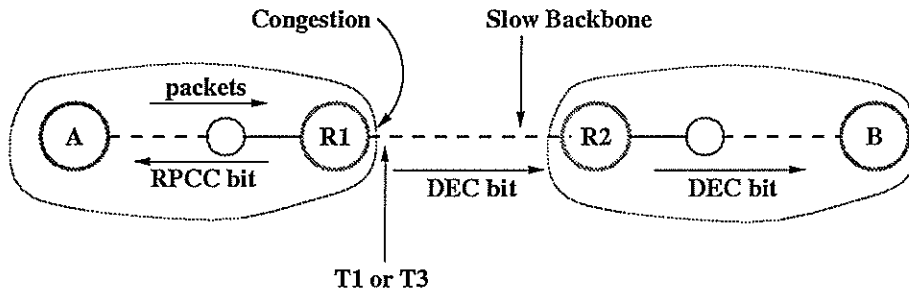 Congestion
Slow Backbone
packets
A
R1
R2
B
RPCC bit
DEC bit
DEC bit
T1 or T3